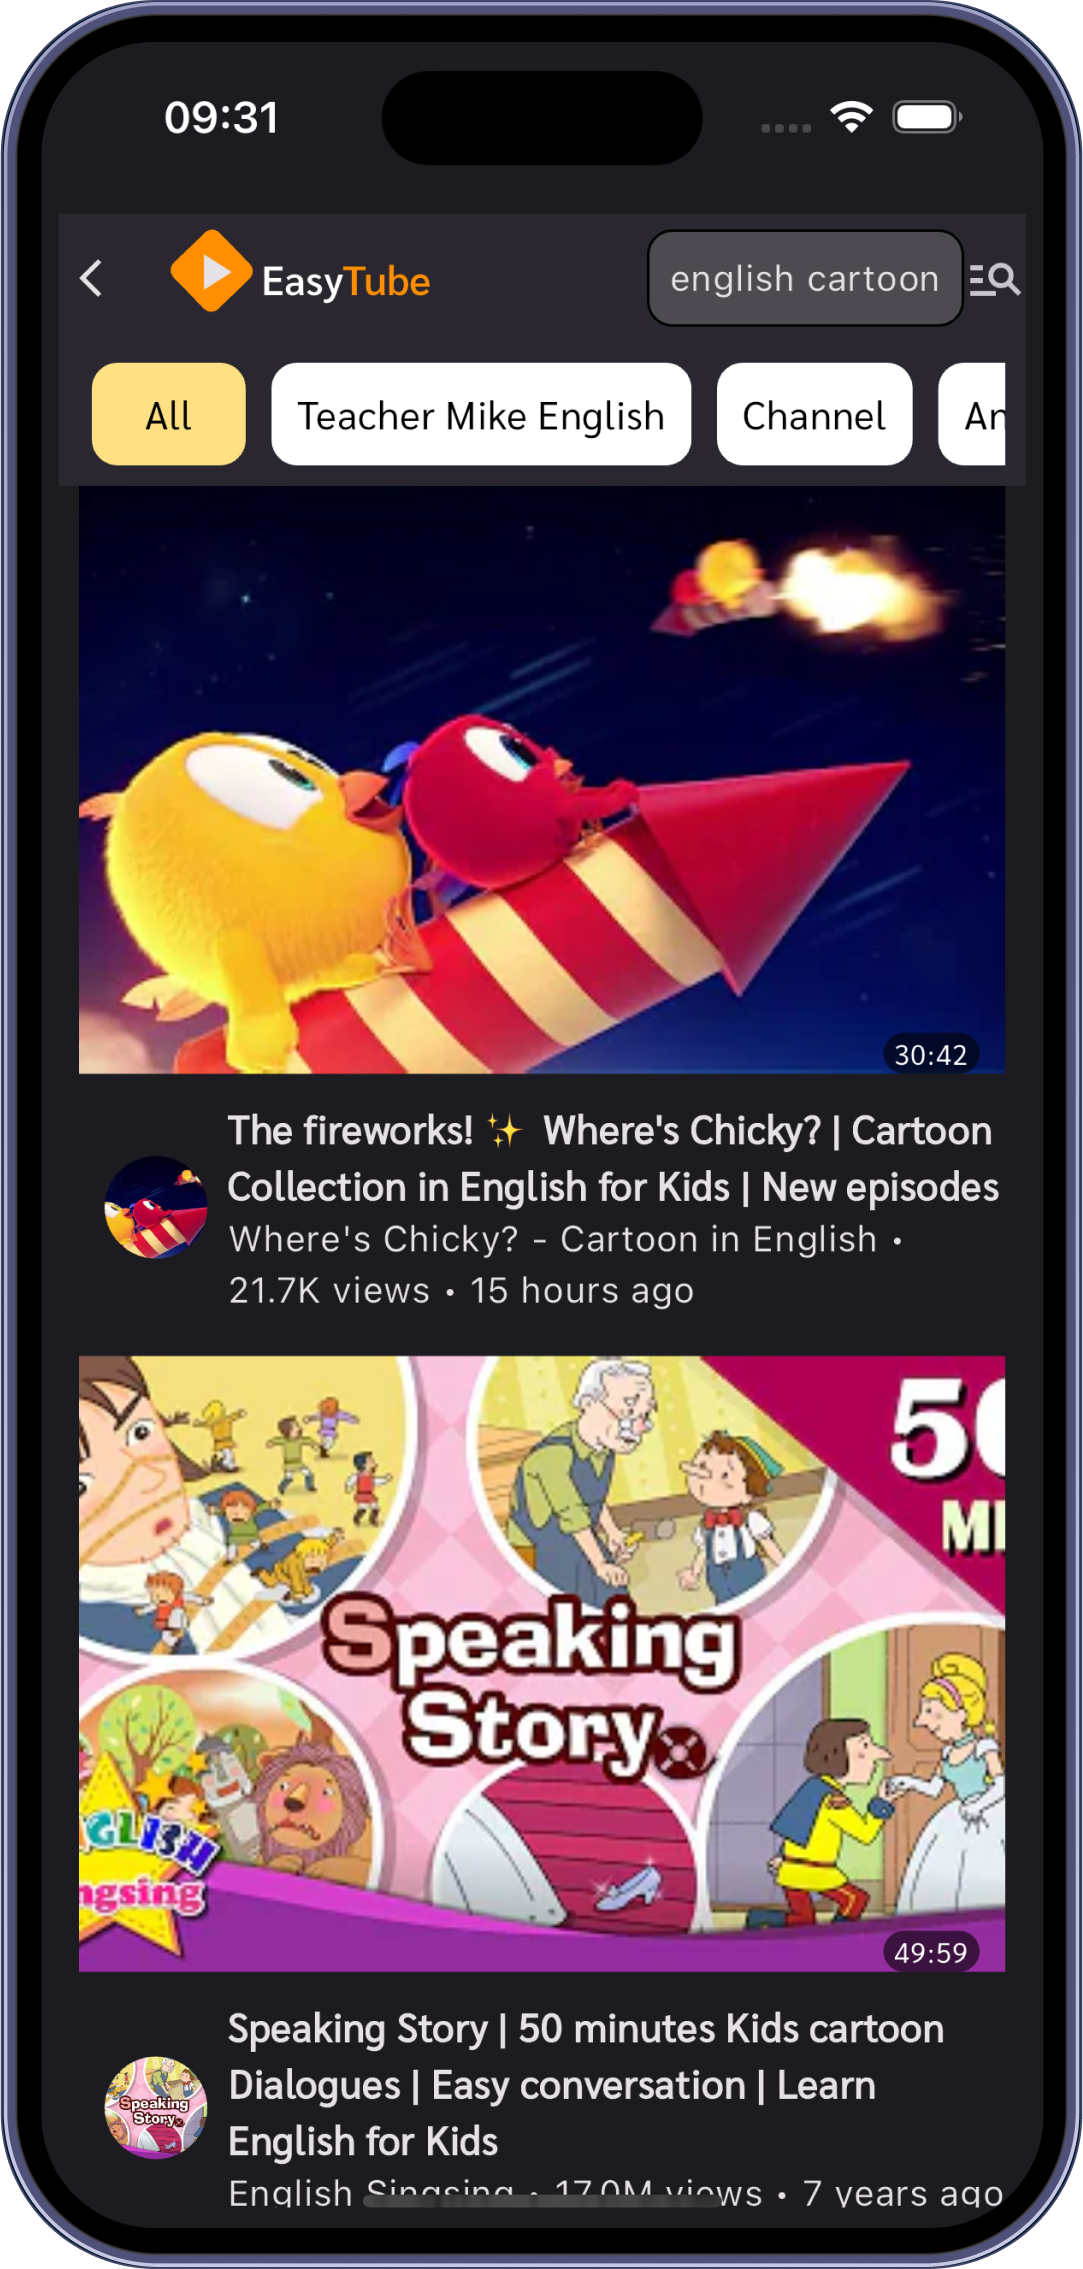 09:31
EasyTube
english cartoon
All
Teacher Mike English
Channel
An
30:42
The fireworks! ✨ Where's Chicky? | Cartoon
Collection in English for Kids | New episodes
Where's Chicky? - Cartoon in English •
21.7K views • 15 hours ago
50
MI
Speaking
Story
GLISH
ngsing
49:59
Speaking Story | 50 minutes Kids cartoon
Dialogues | Easy conversation | Learn
English for Kids
English Singsing • 17.0M views • 7 years ago
Speaking
Story